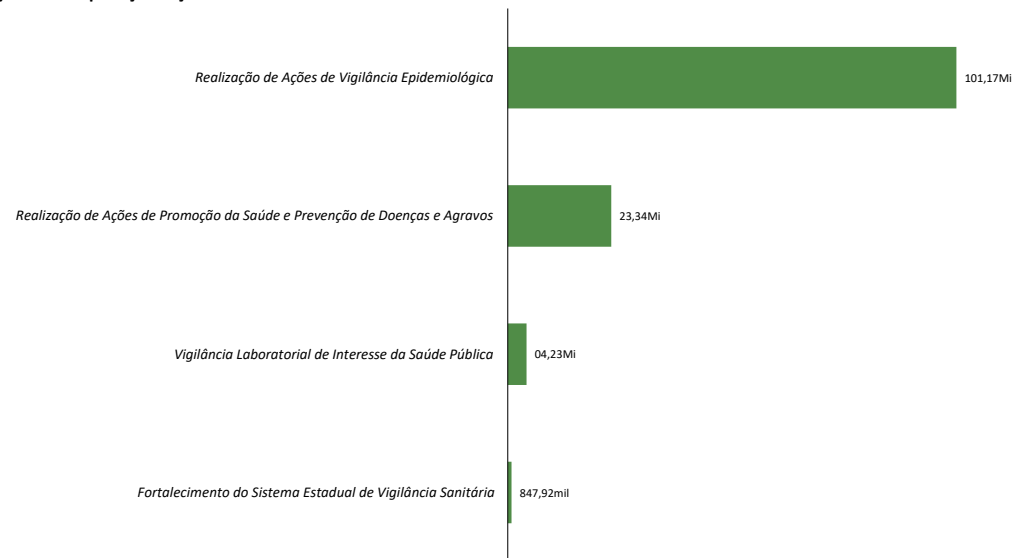 Realização de Ações de Vigilância Epidemiológica
101,17Mi
Realização de Ações de Promoção da Saúde e Prevenção de Doenças e Agravos
23,34Mi
Vigilância Laboratorial de Interesse da Saúde Pública
04,23Mi
Fortalecimento do Sistema Estadual de Vigilância Sanitária
847,92mil